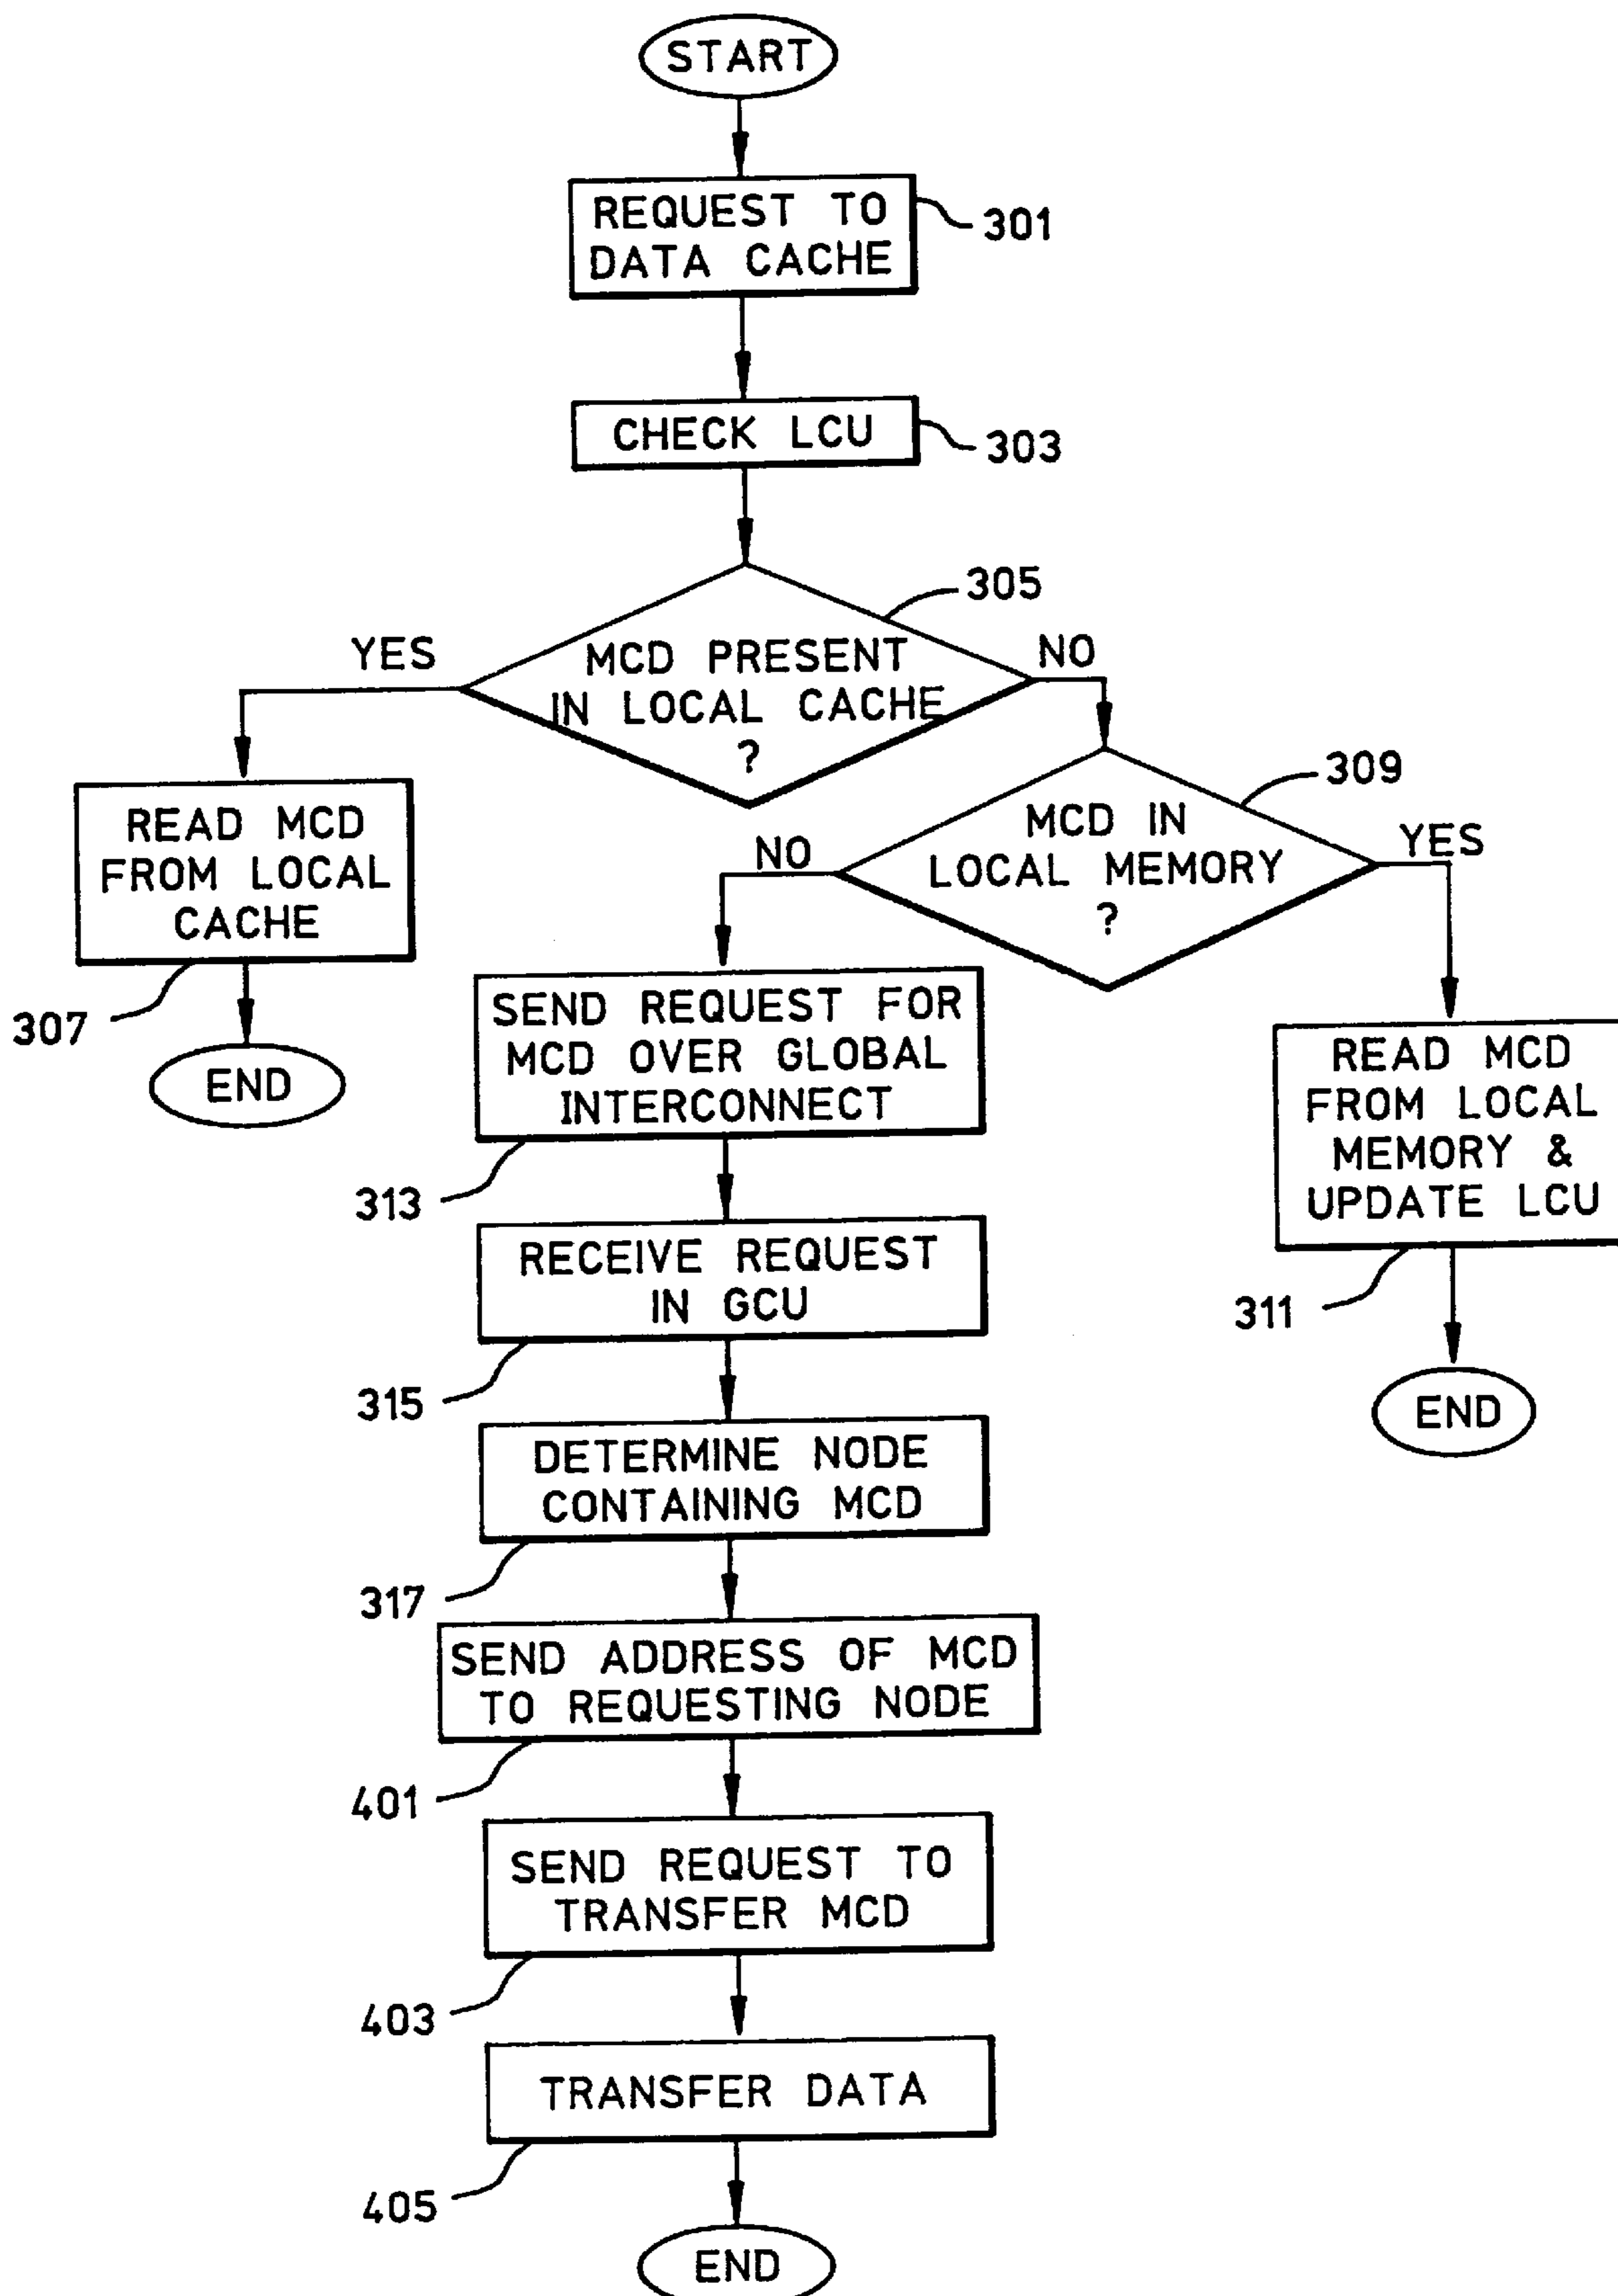 START
REQUEST TO
DATA CACHE
301
CHECK LCU
303
305
YES
MCD PRESENT
IN LOCAL CACHE
?
NO
309
READ MCD
FROM LOCAL
CACHE
307
END
NO
MCD IN
LOCAL MEMORY
?
YES
SEND REQUEST FOR
MCD OVER GLOBAL
INTERCONNECT
313
READ MCD
FROM LOCAL
MEMORY &
UPDATE LCU
311
END
RECEIVE REQUEST
IN GCU
315
DETERMINE NODE
CONTAINING MCD
317
SEND ADDRESS OF MCD
TO REQUESTING NODE
401
SEND REQUEST TO
TRANSFER MCD
403
TRANSFER DATA
405
END